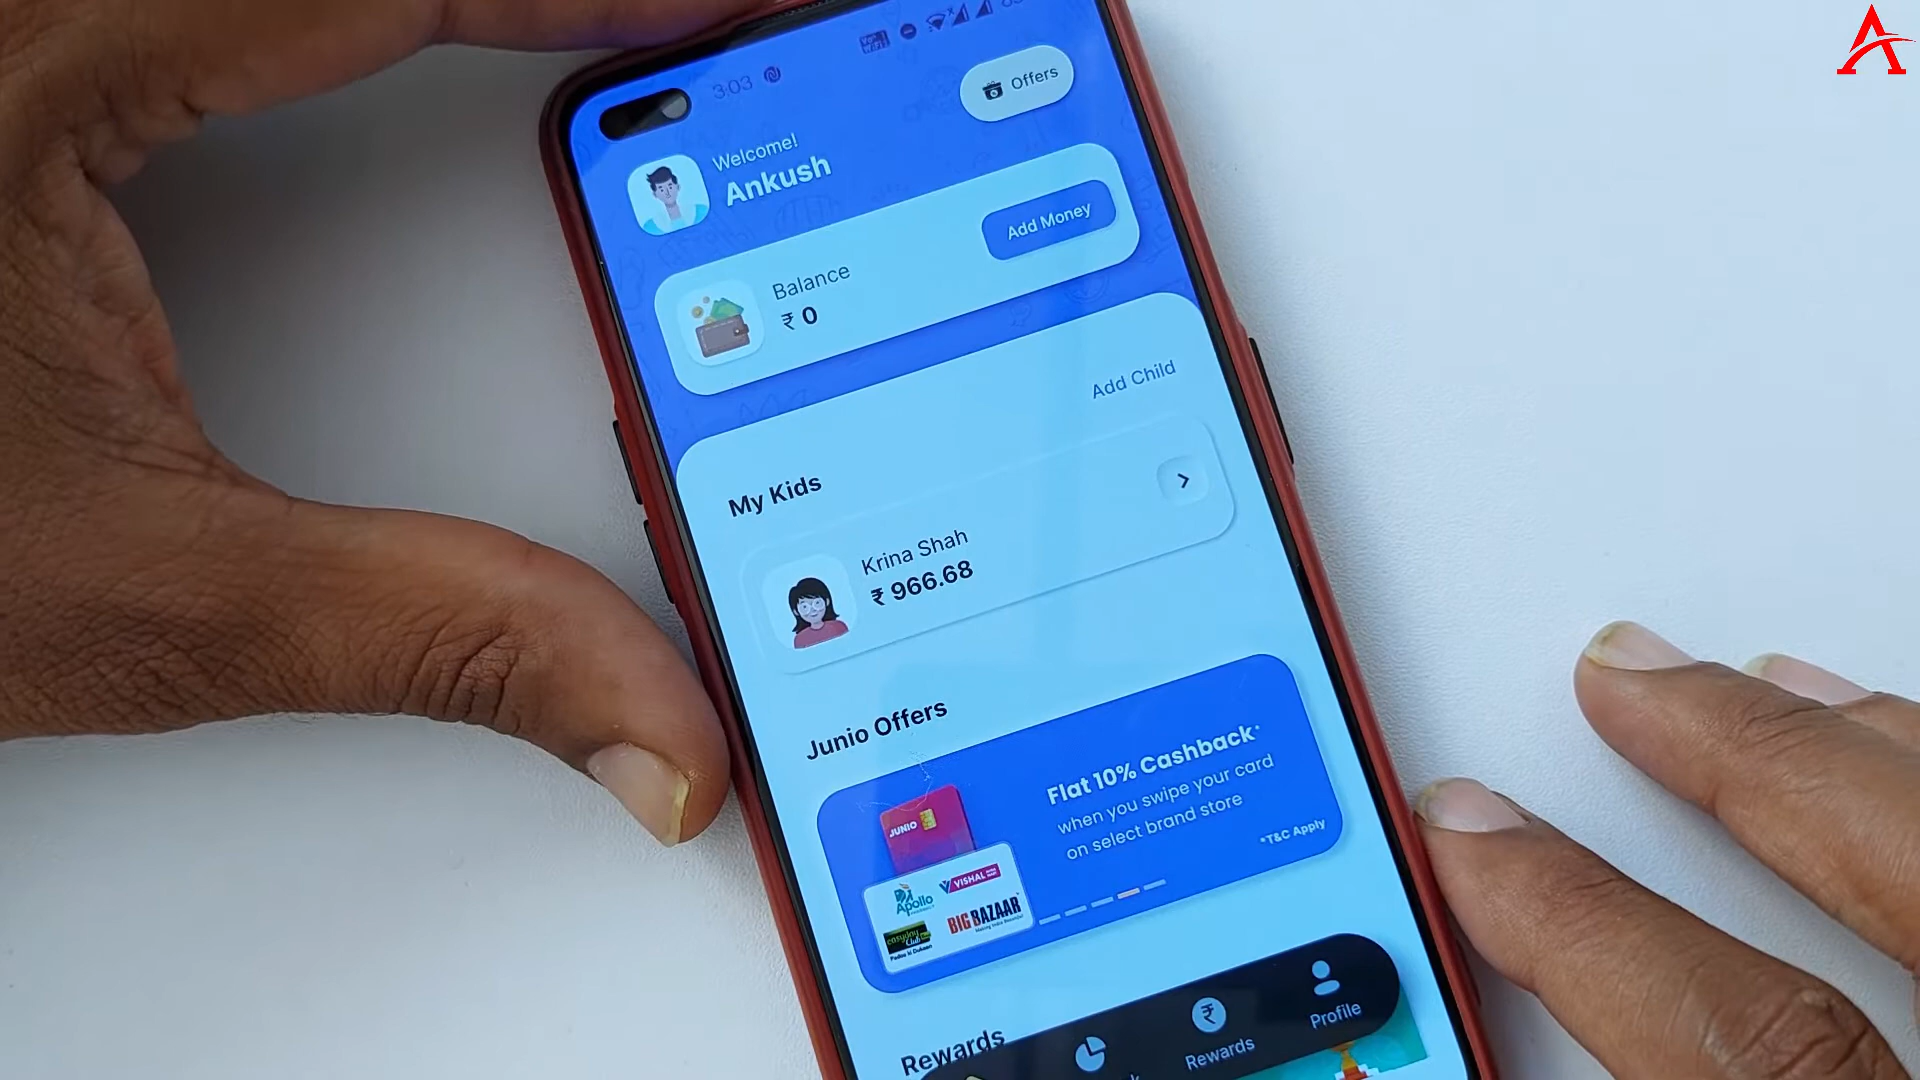 3:03
Offers
Welcome!
Ankush
Add Money
Balance
₹ 0
Add Child
My Kids
Krina Shah
₹ 966.68
Junio Offers
Flat 10% Cashback*
when you swipe your card
on select brand store
*T&C Apply
JUNIO
Apollo
VISHAL
easyday
Club
BIG BAZAAR
Rewards
Rewards
Profile